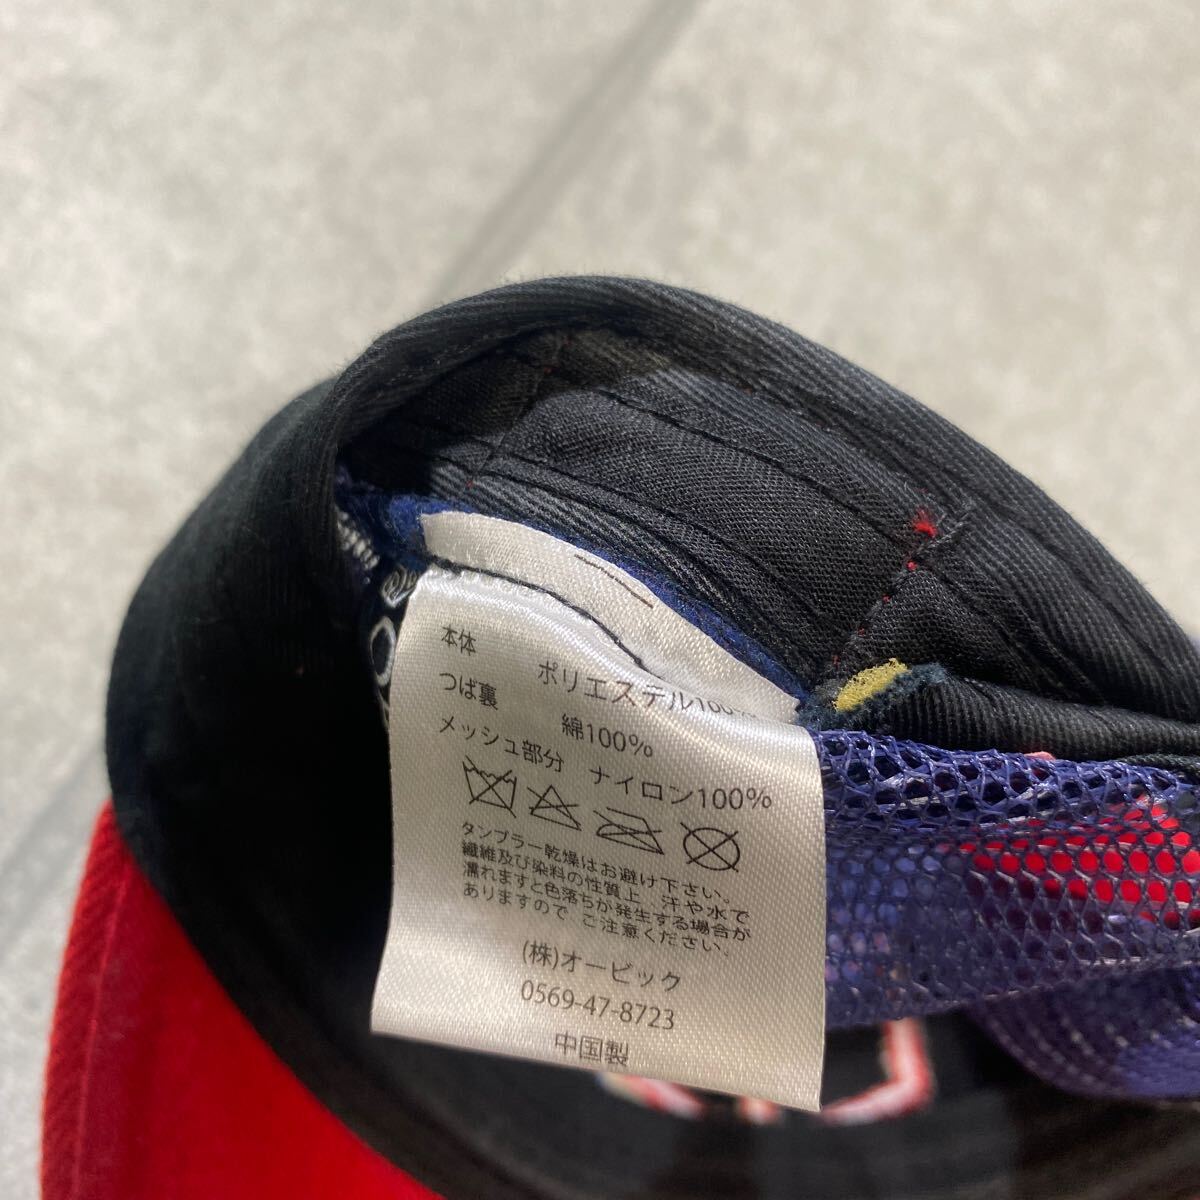 本体 ポリエステル100%
つば裏 綿100%
メッシュ部分 ナイロン100%
タンブラー乾燥はお避け下さい。
繊維及び染料の性質上、汗や水で
濡れますと色落ちが発生する場合が
ありますので ご注意ください。
(株)オービック
0569-47-8723
中国製